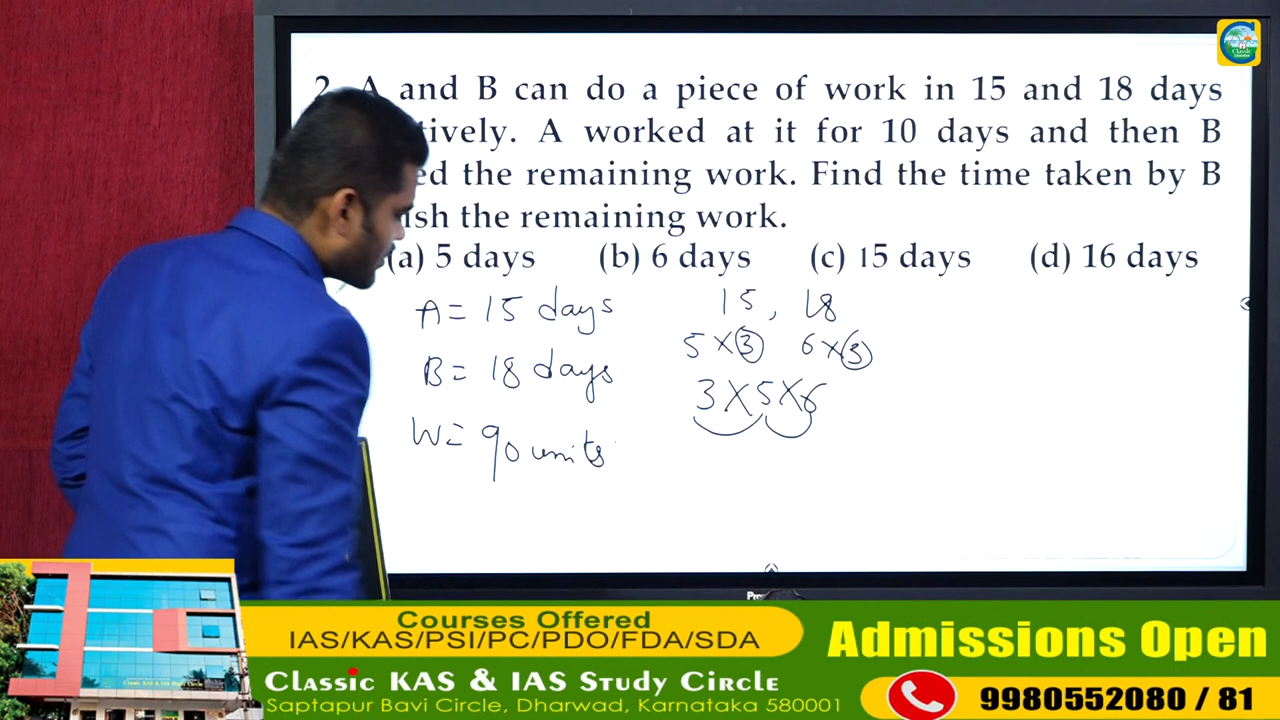 2. A and B can do a piece of work in 15 and 18 days
tively. A worked at it for 10 days and then B
ed the remaining work. Find the time taken by B
ish the remaining work.
(a) 5 days (b) 6 days (c) 15 days (d) 16 days
A = 15 days
B = 18 days
W = 90 units
15, 18
5 × 3 6 × 3
3 × 5 × 6
Classic
Courses Offered
IAS/KAS/PSI/PC/PDO/FDA/SDA
Classic KAS & IAS Study Circle
Saptapur Bavi Circle, Dharwad, Karnataka 580001
Admissions Open
9980552080 / 81